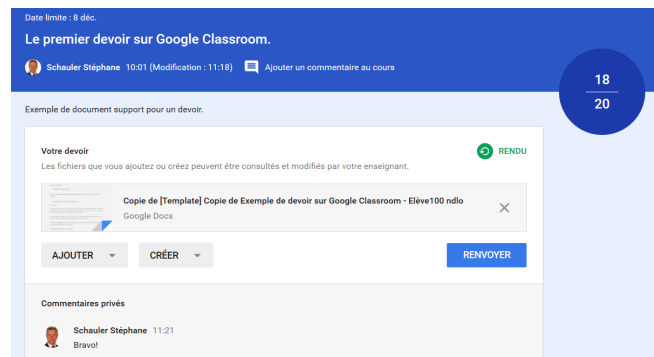 Date limite : 8 déc.
Le premier devoir sur Google Classroom.
Schauler Stéphane 10:01 (Modification : 11:18) Ajouter un commentaire au cours
18
20
Exemple de document support pour un devoir.
Votre devoir
RENDU
Les fichiers que vous ajoutez ou créez peuvent être consultés et modifiés par votre enseignant.
Copie de [Template] Copie de Exemple de devoir sur Google Classroom - Elève100 ndlo
Google Docs
AJOUTER CRÉER RENVOYER
Commentaires privés
Schauler Stéphane 11:21
Bravo!